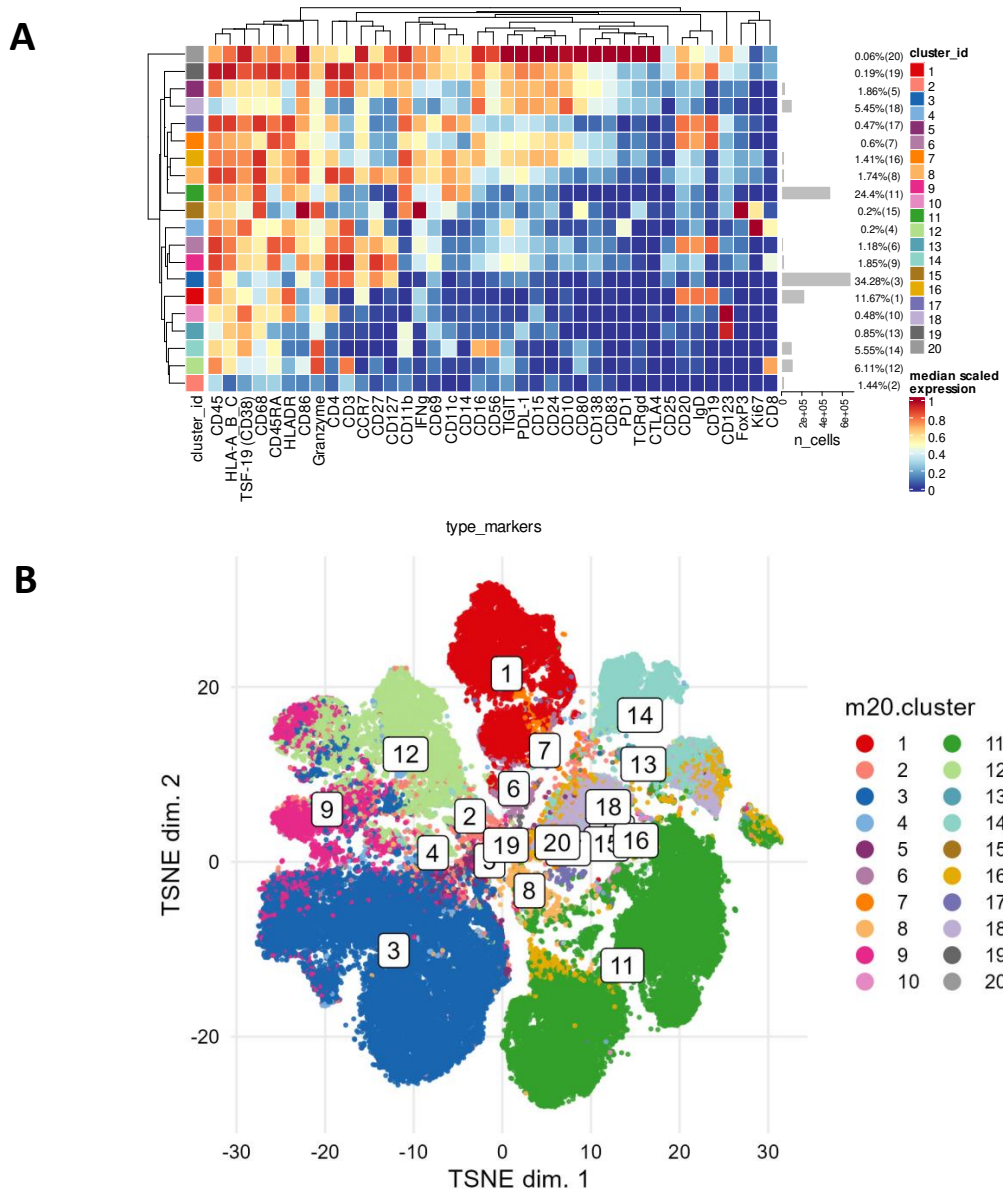 A
0.06%(20)
0.19%(19)
1.86%(5)
5.45%(18)
0.47%(17)
0.6%(7)
1.41%(16)
1.74%(8)
24.4%(11)
0.2%(15)
0.2%(4)
1.18%(6)
1.85%(9)
34.28%(3)
11.67%(1)
0.48%(10)
0.85%(13)
5.55%(14)
6.11%(12)
1.44%(2)
cluster_id
1
2
3
4
5
6
7
8
9
10
11
12
13
14
15
16
17
18
19
20
median scaled
expression
1
0.8
0.6
0.4
0.2
0
cluster_id
CD45
HLA-A_B_C
TSF-19 (CD38)
CD68
CD45RA
HLADR
CD86
Granzyme
CD4
CD3
CCR7
CD27
CD127
CD11b
IFNg
CD69
CD11c
CD14
CD16
CD56
TIGIT
PDL-1
CD15
CD24
CD10
CD80
CD138
CD83
PD1
TCRgd
CTLA4
CD25
CD20
IgD
CD19
CD123
FoxP3
Ki67
CD8
0
2e+05
4e+05
6e+05
n_cells
type_markers
B
TSNE dim. 2
20
0
-20
1
14
12
7
13
6
9
2
18
4
19
20
15
16
8
3
11
-30
-20
-10
0
10
20
30
TSNE dim. 1
m20.cluster
1
2
3
4
5
6
7
8
9
10
11
12
13
14
15
16
17
18
19
20